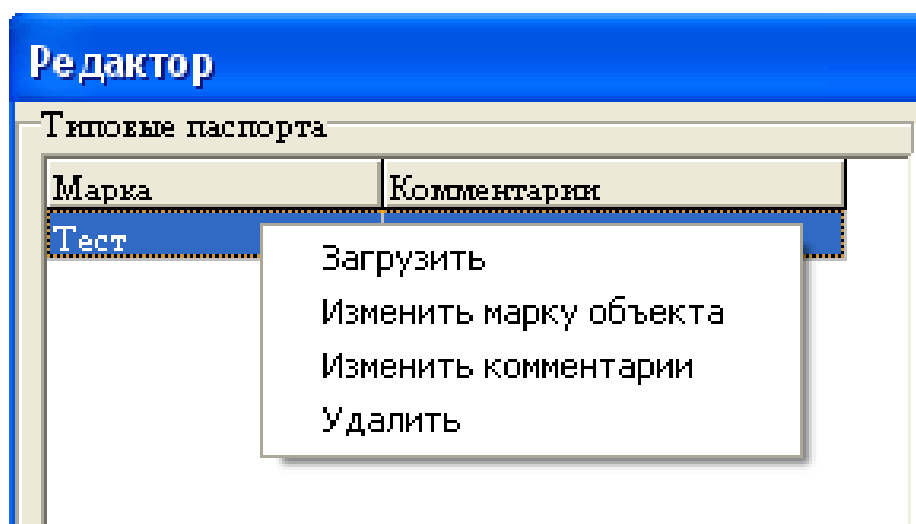 Редактор
Типовые паспорта
Марка Комментарии
Тест
Загрузить
Изменить марку объекта
Изменить комментарии
Удалить